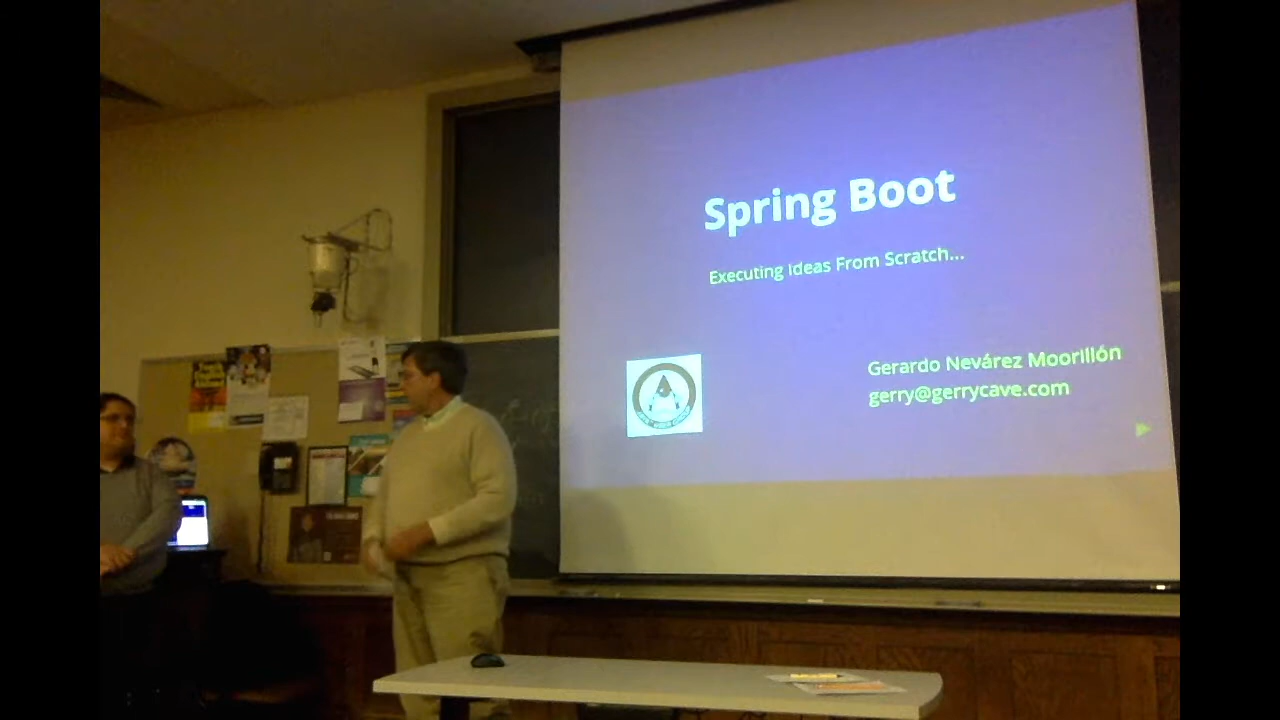 Spring Boot
Executing Ideas From Scratch...
Gerardo Nevárez Moorillón
gerry@gerrycave.com